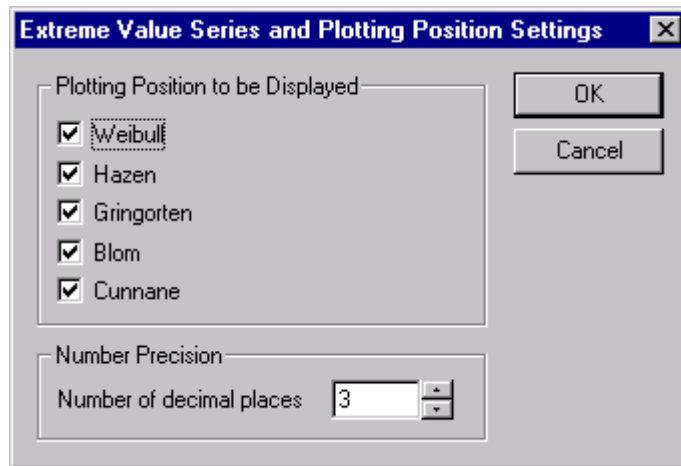 Extreme Value Series and Plotting Position Settings
Plotting Position to be Displayed
Weibull
Hazen
Gringorten
Blom
Cunnane
OK
Cancel
Number Precision
Number of decimal places 3